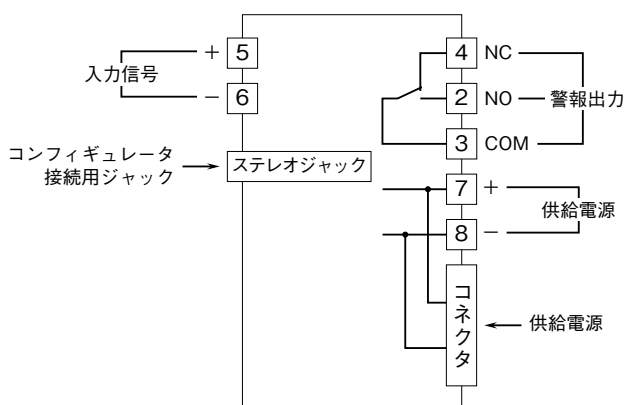 入力信号
+ 5
− 6
コンフィギュレータ
接続用ジャック
ステレオジャック
4 NC
2 NO
3 COM
警報出力
7 +
8 −
供給電源
コネクタ
供給電源